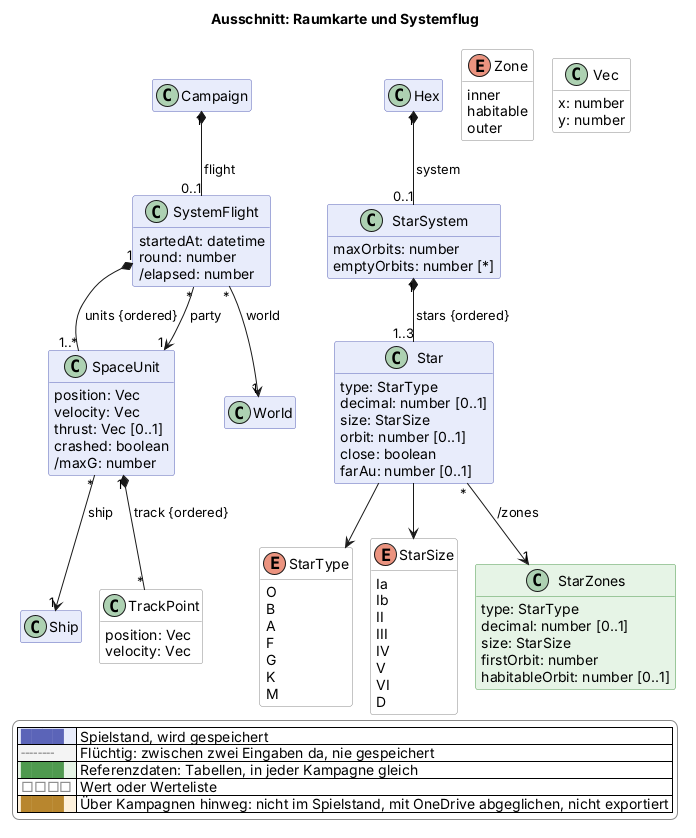 Ausschnitt: Raumkarte und Systemflug
C Campaign
C Hex
E Zone
inner
habitable
outer
C Vec
x: number
y: number
1
flight
0..1
1
system
0..1
C SystemFlight
startedAt: datetime
round: number
/elapsed: number
C StarSystem
maxOrbits: number
emptyOrbits: number [*]
1
units {ordered}
1..*
*
party
1
*
world
1
1
stars {ordered}
1..3
C SpaceUnit
position: Vec
velocity: Vec
thrust: Vec [0..1]
crashed: boolean
/maxG: number
C World
C Star
type: StarType
decimal: number [0..1]
size: StarSize
orbit: number [0..1]
close: boolean
farAu: number [0..1]
*
ship
1
1
track {ordered}
*
*
/zones
1
C Ship
C TrackPoint
position: Vec
velocity: Vec
E StarType
O
B
A
F
G
K
M
E StarSize
Ia
Ib
II
III
IV
V
VI
D
C StarZones
type: StarType
decimal: number [0..1]
size: StarSize
firstOrbit: number
habitableOrbit: number [0..1]
Spielstand, wird gespeichert
-------- Flüchtig: zwischen zwei Eingaben da, nie gespeichert
Referenzdaten: Tabellen, in jeder Kampagne gleich
Wert oder Werteliste
Über Kampagnen hinweg: nicht im Spielstand, mit OneDrive abgeglichen, nicht exportiert